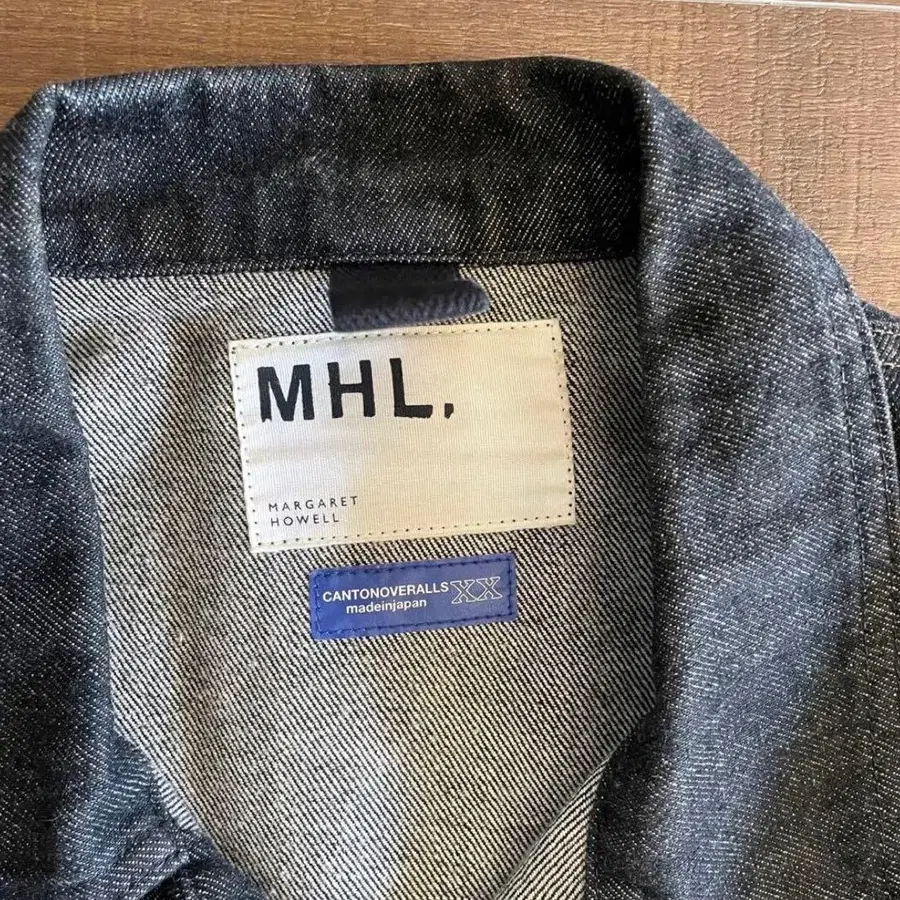 MHL.
MARGARET
HOWELL
CANTONOVERALLS XX
madeinjapan